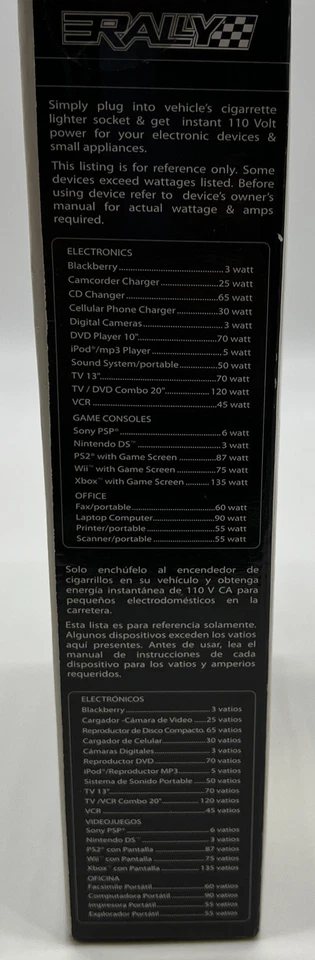 RALLY
Simply plug into vehicle's cigarrette
lighter socket & get instant 110 Volt
power for your electronic devices &
small appliances.
This listing is for reference only. Some
devices exceed wattages listed. Before
using device refer to device's owner's
manual for actual wattage & amps
required.
ELECTRONICS
Blackberry..............................3 watt
Camcorder Charger................25 watt
CD Changer............................65 watt
Cellular Phone Charger............30 watt
Digital Cameras........................3 watt
DVD Player 10"........................70 watt
iPod®/mp3 Player......................5 watt
Sound System/portable............50 watt
TV 13"......................................70 watt
TV / DVD Combo 20"..............120 watt
VCR..........................................45 watt
GAME CONSOLES
Sony PSP®................................6 watt
Nintendo DS™............................3 watt
PS2® with Game Screen............87 watt
Wii™ with Game Screen............75 watt
Xbox™ with Game Screen........135 watt
OFFICE
Fax/portable............................60 watt
Laptop Computer......................90 watt
Printer/portable........................55 watt
Scanner/portable......................55 watt
Solo enchúfelo al encendedor de
cigarrillos en su vehículo y obtenga
energía instantánea de 110 V CA para
pequeños electrodomésticos en la
carretera.
Esta lista es para referencia solamente.
Algunos dispositivos exceden los vatios
aquí presentes. Antes de usar, lea el
manual de instrucciones de cada
dispositivo para los vatios y amperios
requeridos.
ELECTRÓNICOS
Blackberry..............................3 vatios
Cargador -Cámara de Video ....25 vatios
Reproductor de Disco Compacto.65 vatios
Cargador de Celular..................30 vatios
Cámaras Digitales......................3 vatios
Reproductor DVD......................70 vatios
iPod®/Reproductor MP3..............5 vatios
Sistema de Sonido Portable ......50 vatios
TV 13"......................................70 vatios
TV /VCR Combo 20"................120 vatios
VCR..........................................45 vatios
VIDEOJUEGOS
Sony PSP®................................6 vatios
Nintendo DS™............................3 vatios
PS2® con Pantalla......................87 vatios
Wii™ con Pantalla......................75 vatios
Xbox™ con Pantalla..................135 vatios
OFICINA
Facsimile Portátil......................60 vatios
Computadora Portátil................90 vatios
Impresora Portátil......................55 vatios
Explorador Portátil....................55 vatios